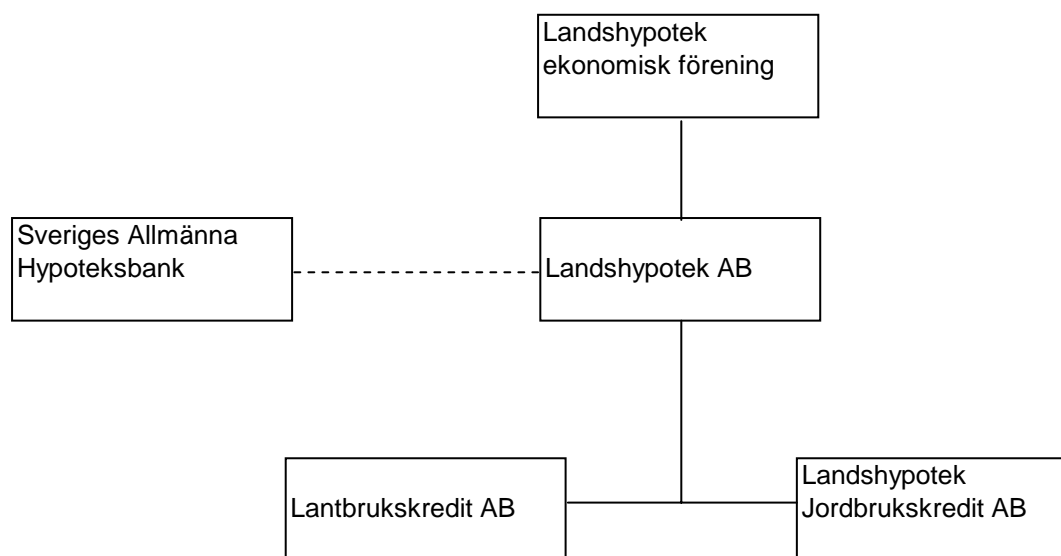 Landshypotek
ekonomisk förening
Sveriges Allmänna
Hypoteksbank
Landshypotek AB
Lantbrukskredit AB
Landshypotek
Jordbrukskredit AB